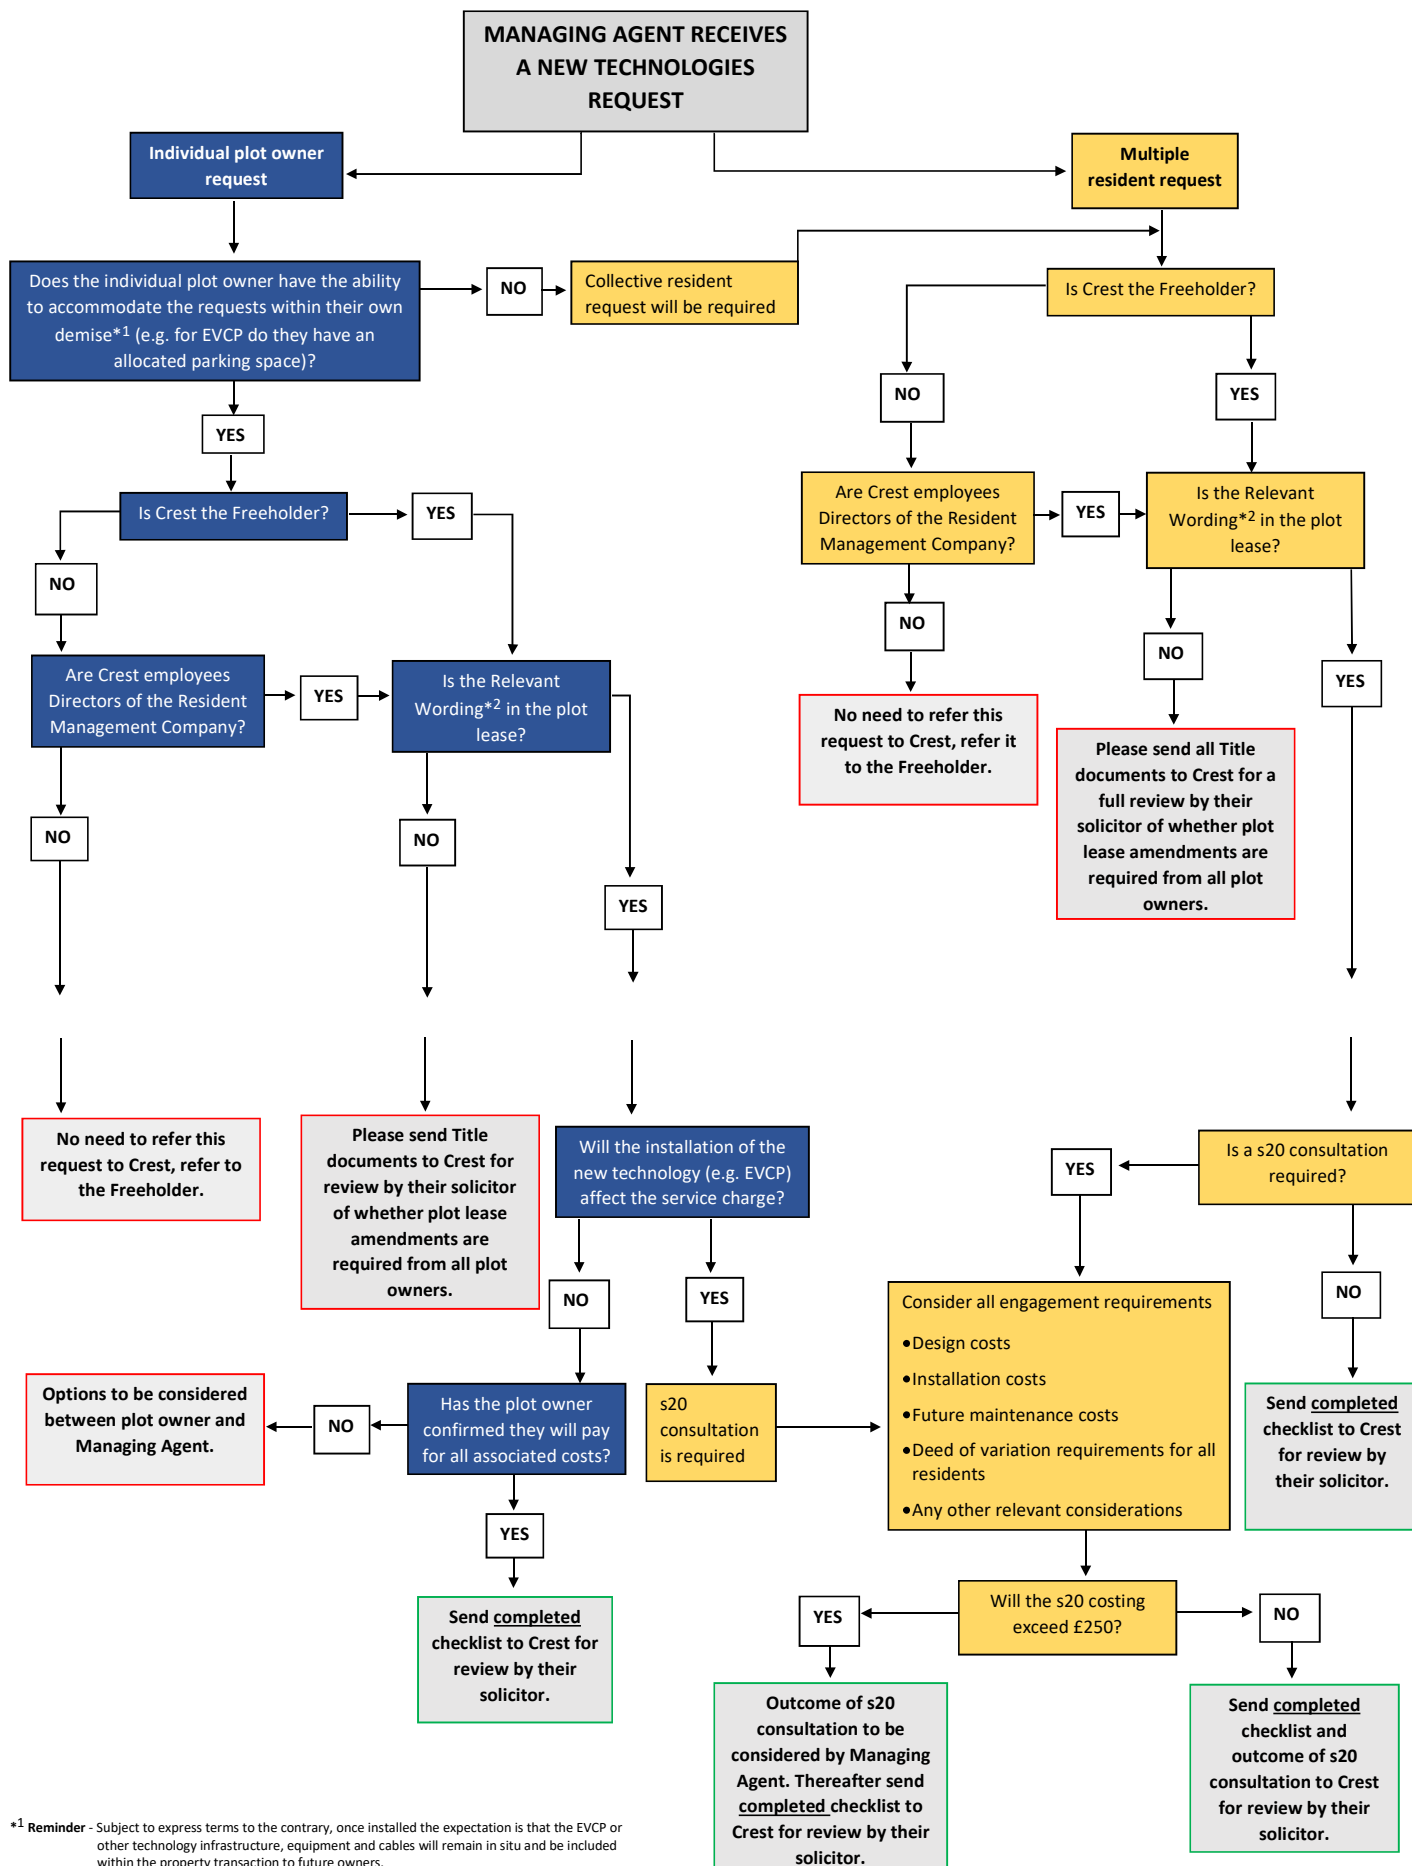 MANAGING AGENT RECEIVES
A NEW TECHNOLOGIES
REQUEST
Individual plot owner
request
Multiple
resident request
Does the individual plot owner have the ability
to accommodate the requests within their own
demise*1 (e.g. for EVCP do they have an
allocated parking space)?
NO
Collective resident
request will be required
Is Crest the Freeholder?
NO
YES
YES
Is Crest the Freeholder?
YES
NO
Are Crest employees
Directors of the Resident
Management Company?
YES
Is the Relevant
Wording*2 in the plot
lease?
NO
NO
YES
Are Crest employees
Directors of the Resident
Management Company?
YES
Is the Relevant
Wording*2 in the plot
lease?
No need to refer this
request to Crest, refer it
to the Freeholder.
Please send all Title
documents to Crest for a
full review by their
solicitor of whether plot
lease amendments are
required from all plot
owners.
NO
NO
YES
No need to refer this
request to Crest, refer to
the Freeholder.
Please send Title
documents to Crest for
review by their solicitor
of whether plot lease
amendments are
required from all plot
owners.
Will the installation of the
new technology (e.g. EVCP)
affect the service charge?
YES
Is a s20 consultation
required?
NO
YES
NO
Consider all engagement requirements
•Design costs
•Installation costs
•Future maintenance costs
•Deed of variation requirements for all
residents
•Any other relevant considerations
Options to be considered
between plot owner and
Managing Agent.
NO
Has the plot owner
confirmed they will pay
for all associated costs?
s20
consultation
is required
Send completed
checklist to Crest
for review by
their solicitor.
YES
Send completed
checklist to Crest for
review by their
solicitor.
YES
Will the s20 costing
exceed £250?
NO
Outcome of s20
consultation to be
considered by Managing
Agent. Thereafter send
completed checklist to
Crest for review by their
solicitor.
Send completed
checklist and
outcome of s20
consultation to Crest
for review by their
solicitor.
*1 Reminder - Subject to express terms to the contrary, once installed the expectation is that the EVCP or
other technology infrastructure, equipment and cables will remain in situ and be included
within the property transaction to future owners.